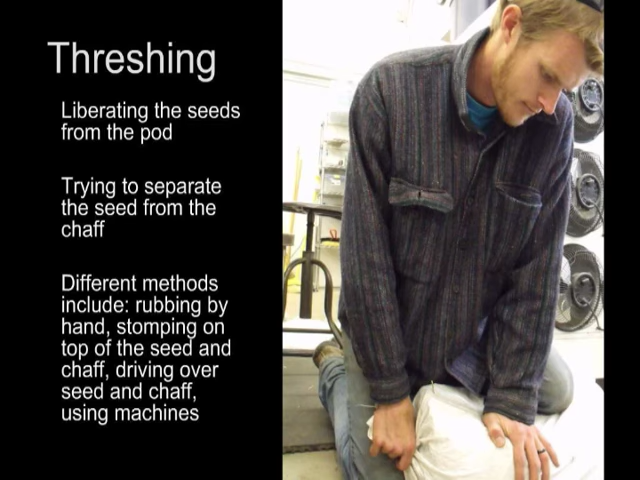 Threshing
Liberating the seeds
from the pod
Trying to separate
the seed from the
chaff
Different methods
include: rubbing by
hand, stomping on
top of the seed and
chaff, driving over
seed and chaff,
using machines